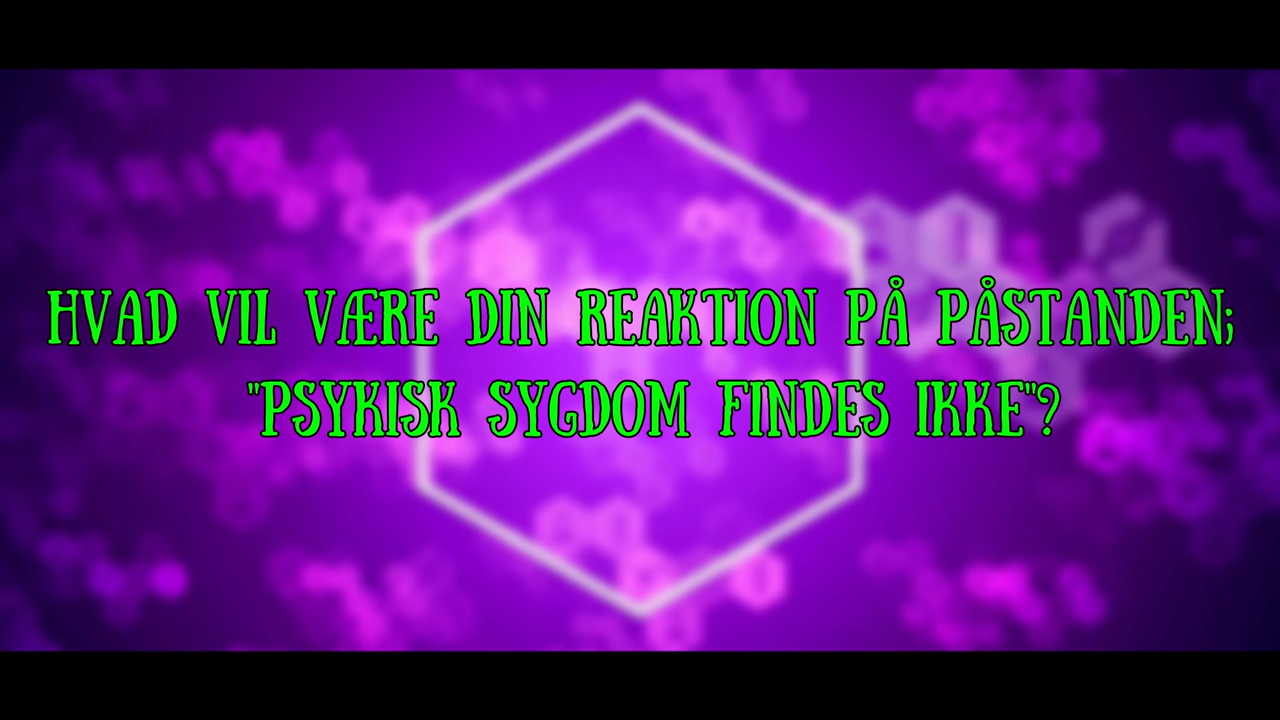 HVAD VIL VÆRE DIN REAKTION PÅ PÅSTANDEN;
"PSYKISK SYGDOM FINDES IKKE"?